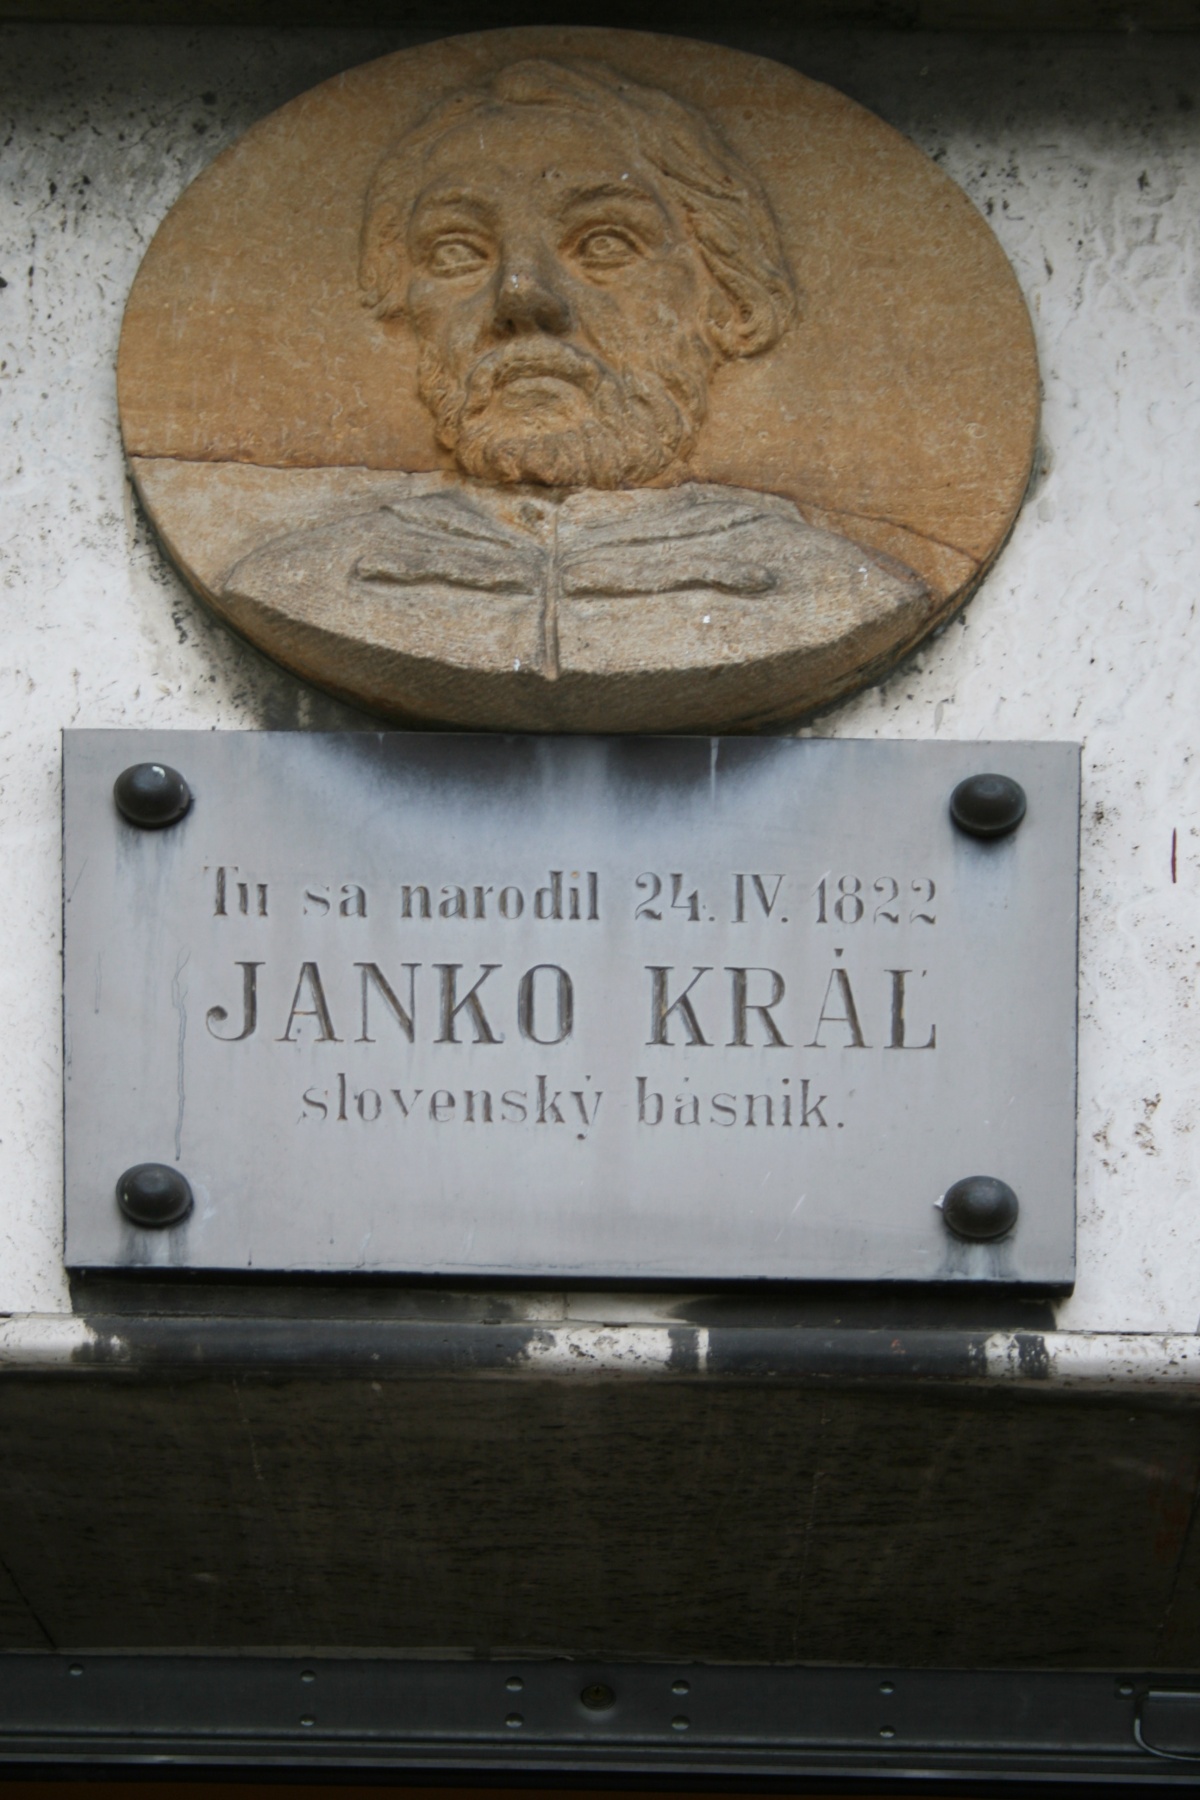 Tu sa narodil 24. IV. 1822
JANKO KRÁĽ
slovenský básnik.